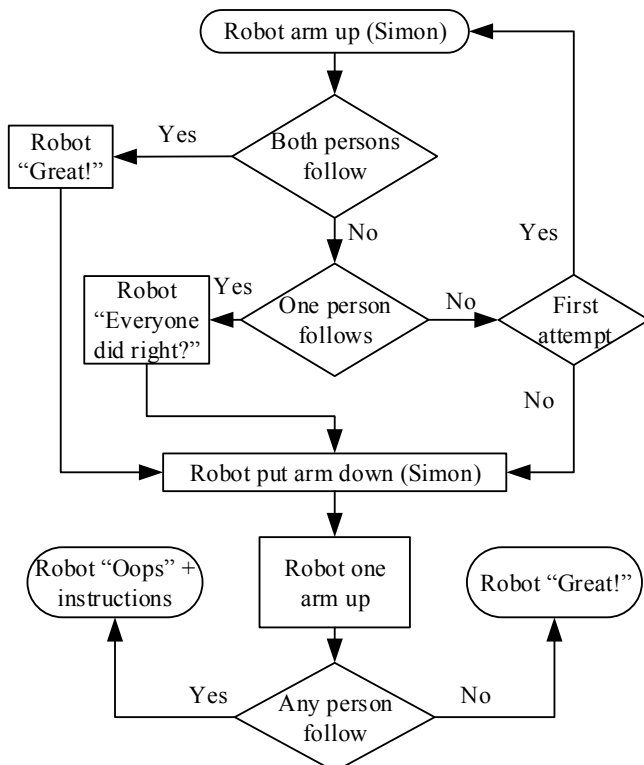 Robot arm up (Simon)
Yes
Both persons
follow
Robot
“Great!”
No
Yes
Robot
“Everyone
did right?”
Yes
One person
follows
No
First
attempt
No
Robot put arm down (Simon)
Robot “Oops” +
instructions
Robot one
arm up
Robot “Great!”
Yes
Any person
follow
No